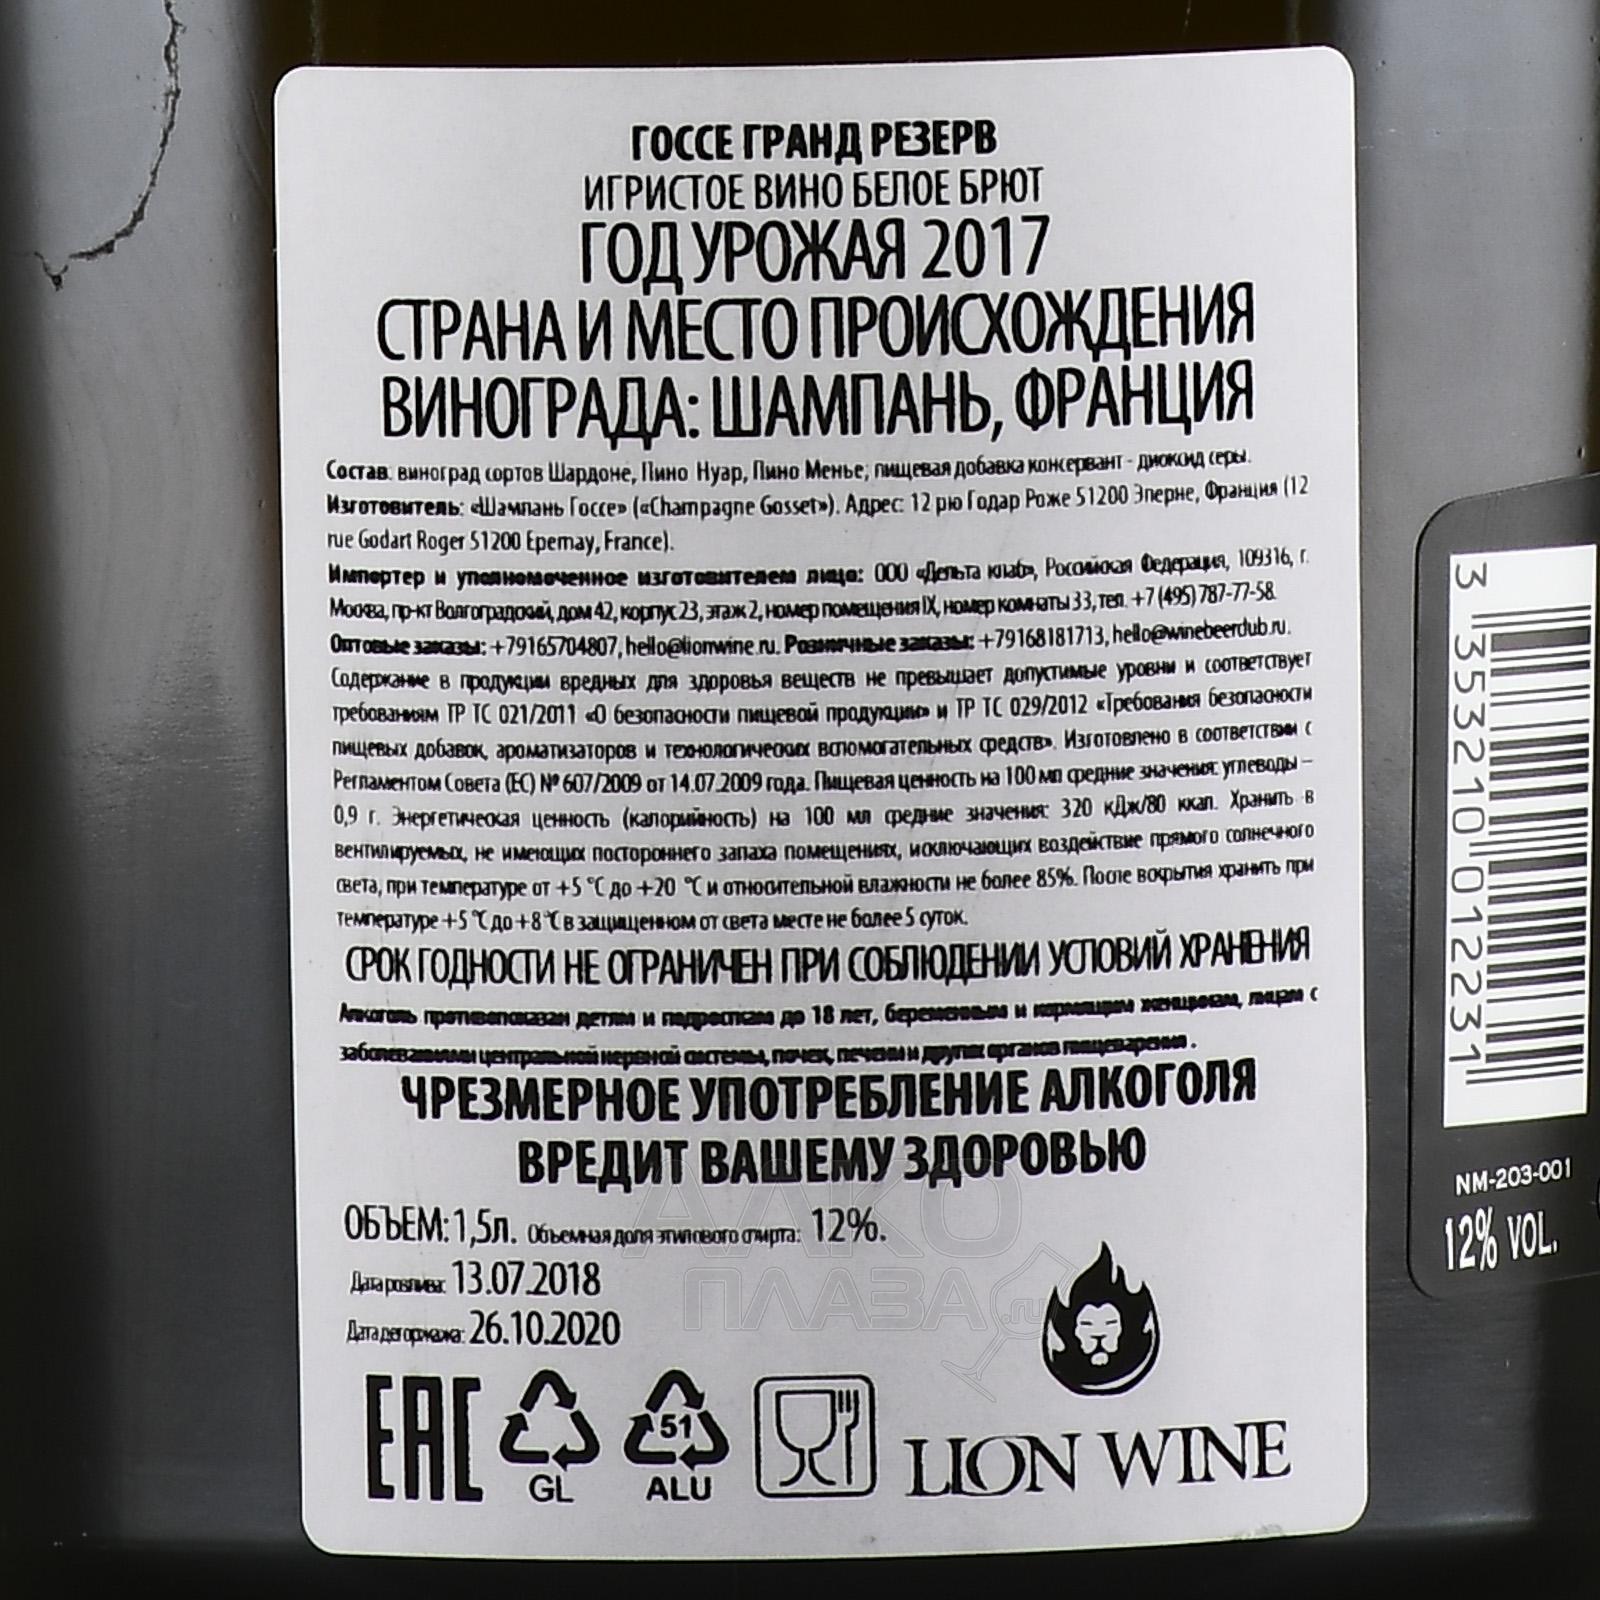 ГОССЕ ГРАНД РЕЗЕРВ
ИГРИСТОЕ ВИНО БЕЛОЕ БРЮТ
ГОД УРОЖАЯ 2017
СТРАНА И МЕСТО ПРОИСХОЖДЕНИЯ
ВИНОГРАДА: ШАМПАНЬ, ФРАНЦИЯ
Состав: виноград сортов Шардоне, Пино Нуар, Пино Менье; пищевая добавка консервант - диоксид серы.
Изготовитель: «Шампань Госсе» («Champagne Gosset»). Адрес: 12 рю Годар Роже 51200 Эперне, Франция (12
rue Godart Roger 51200 Epernay, France).
Импортер и уполномоченное изготовителем лицо: ООО «Дельта клаб», Российская Федерация, 109316, г.
Москва, пр-кт Волгоградский, дом 42, корпус 23, этаж 2, номер помещения IX, номер комнаты 33, тел. +7 (495) 787-77-58.
Оптовые заказы: +79165704807, hello@lionwine.ru. Розничные заказы: +79168181713, hello@winebeerclub.ru.
Содержание в продукции вредных для здоровья веществ не превышает допустимые уровни и соответствует
требованиям ТР ТС 021/2011 «О безопасности пищевой продукции» и ТР ТС 029/2012 «Требования безопасности
пищевых добавок, ароматизаторов и технологических вспомогательных средств». Изготовлено в соответствии с
Регламентом Совета (ЕС) № 607/2009 от 14.07.2009 года. Пищевая ценность на 100 мл средние значения: углеводы –
0,9 г. Энергетическая ценность (калорийность) на 100 мл средние значения: 320 кДж/80 ккал. Хранить в
вентилируемых, не имеющих постороннего запаха помещениях, исключающих воздействие прямого солнечного
света, при температуре от +5 °С до +20 °С и относительной влажности не более 85%. После вскрытия хранить при
температуре +5 °С до +8 °С в защищенном от света месте не более 5 суток.
СРОК ГОДНОСТИ НЕ ОГРАНИЧЕН ПРИ СОБЛЮДЕНИИ УСЛОВИЙ ХРАНЕНИЯ
Алкоголь противопоказан детям и подросткам до 18 лет, беременным и кормящим женщинам, лицам с
заболеваниями центральной нервной системы, почек, печени и других органов пищеварения .
ЧРЕЗМЕРНОЕ УПОТРЕБЛЕНИЕ АЛКОГОЛЯ
ВРЕДИТ ВАШЕМУ ЗДОРОВЬЮ
ОБЪЕМ: 1,5л. Объемная доля этилового спирта: 12%.
Дата розлива: 13.07.2018
Дата дегоржажа: 26.10.2020
EAC
GL
51
ALU
LION WINE
АЛКО
ПЛАЗА.ru
3 353210 012231
NM-203-001
12% VOL.